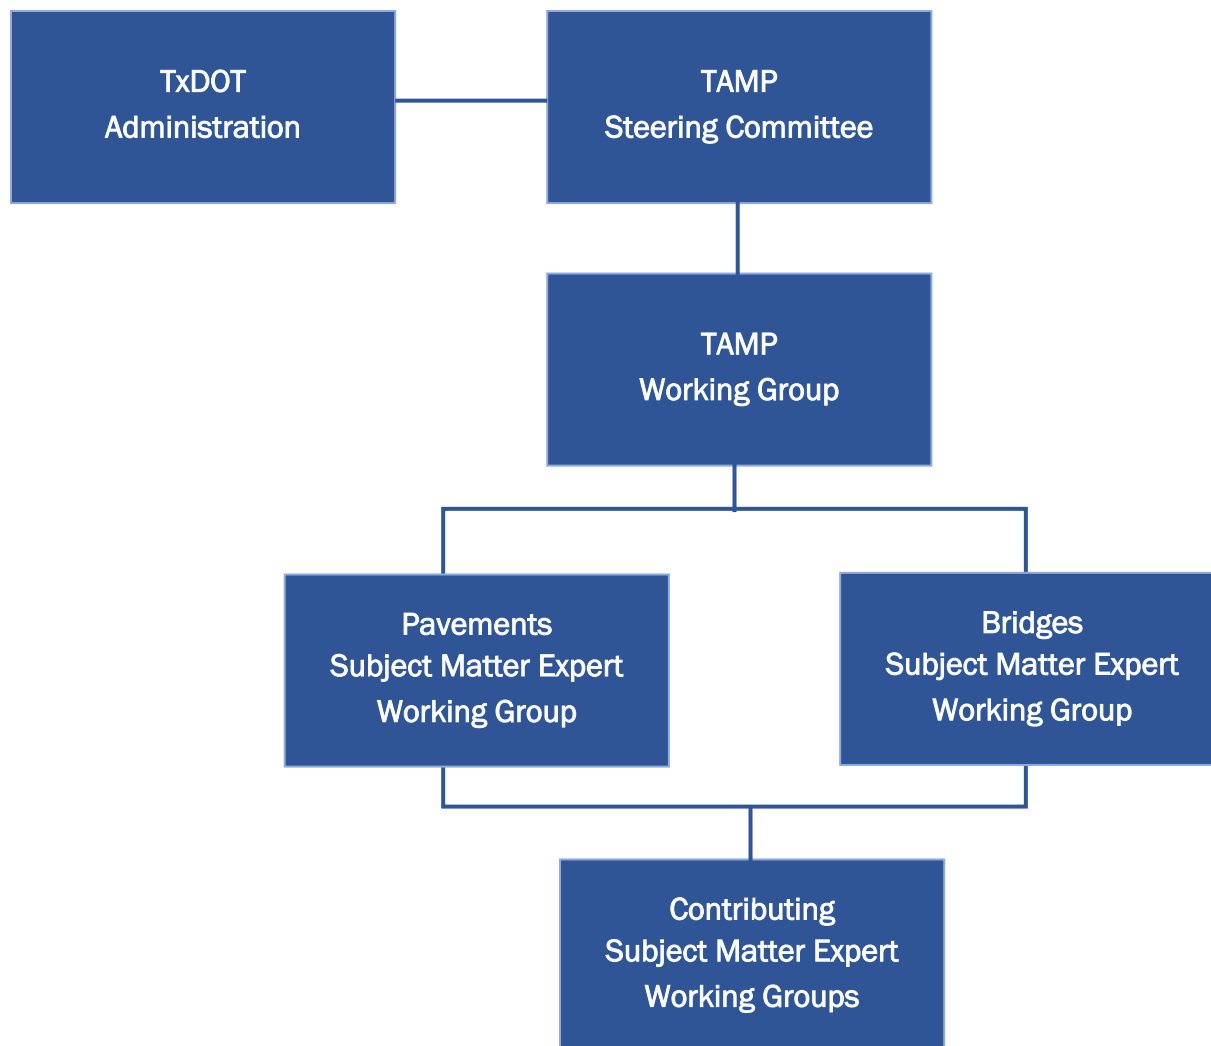 TxDOT
Administration
TAMP
Steering Committee
TAMP
Working Group
Pavements
Subject Matter Expert
Working Group
Bridges
Subject Matter Expert
Working Group
Contributing
Subject Matter Expert
Working Groups